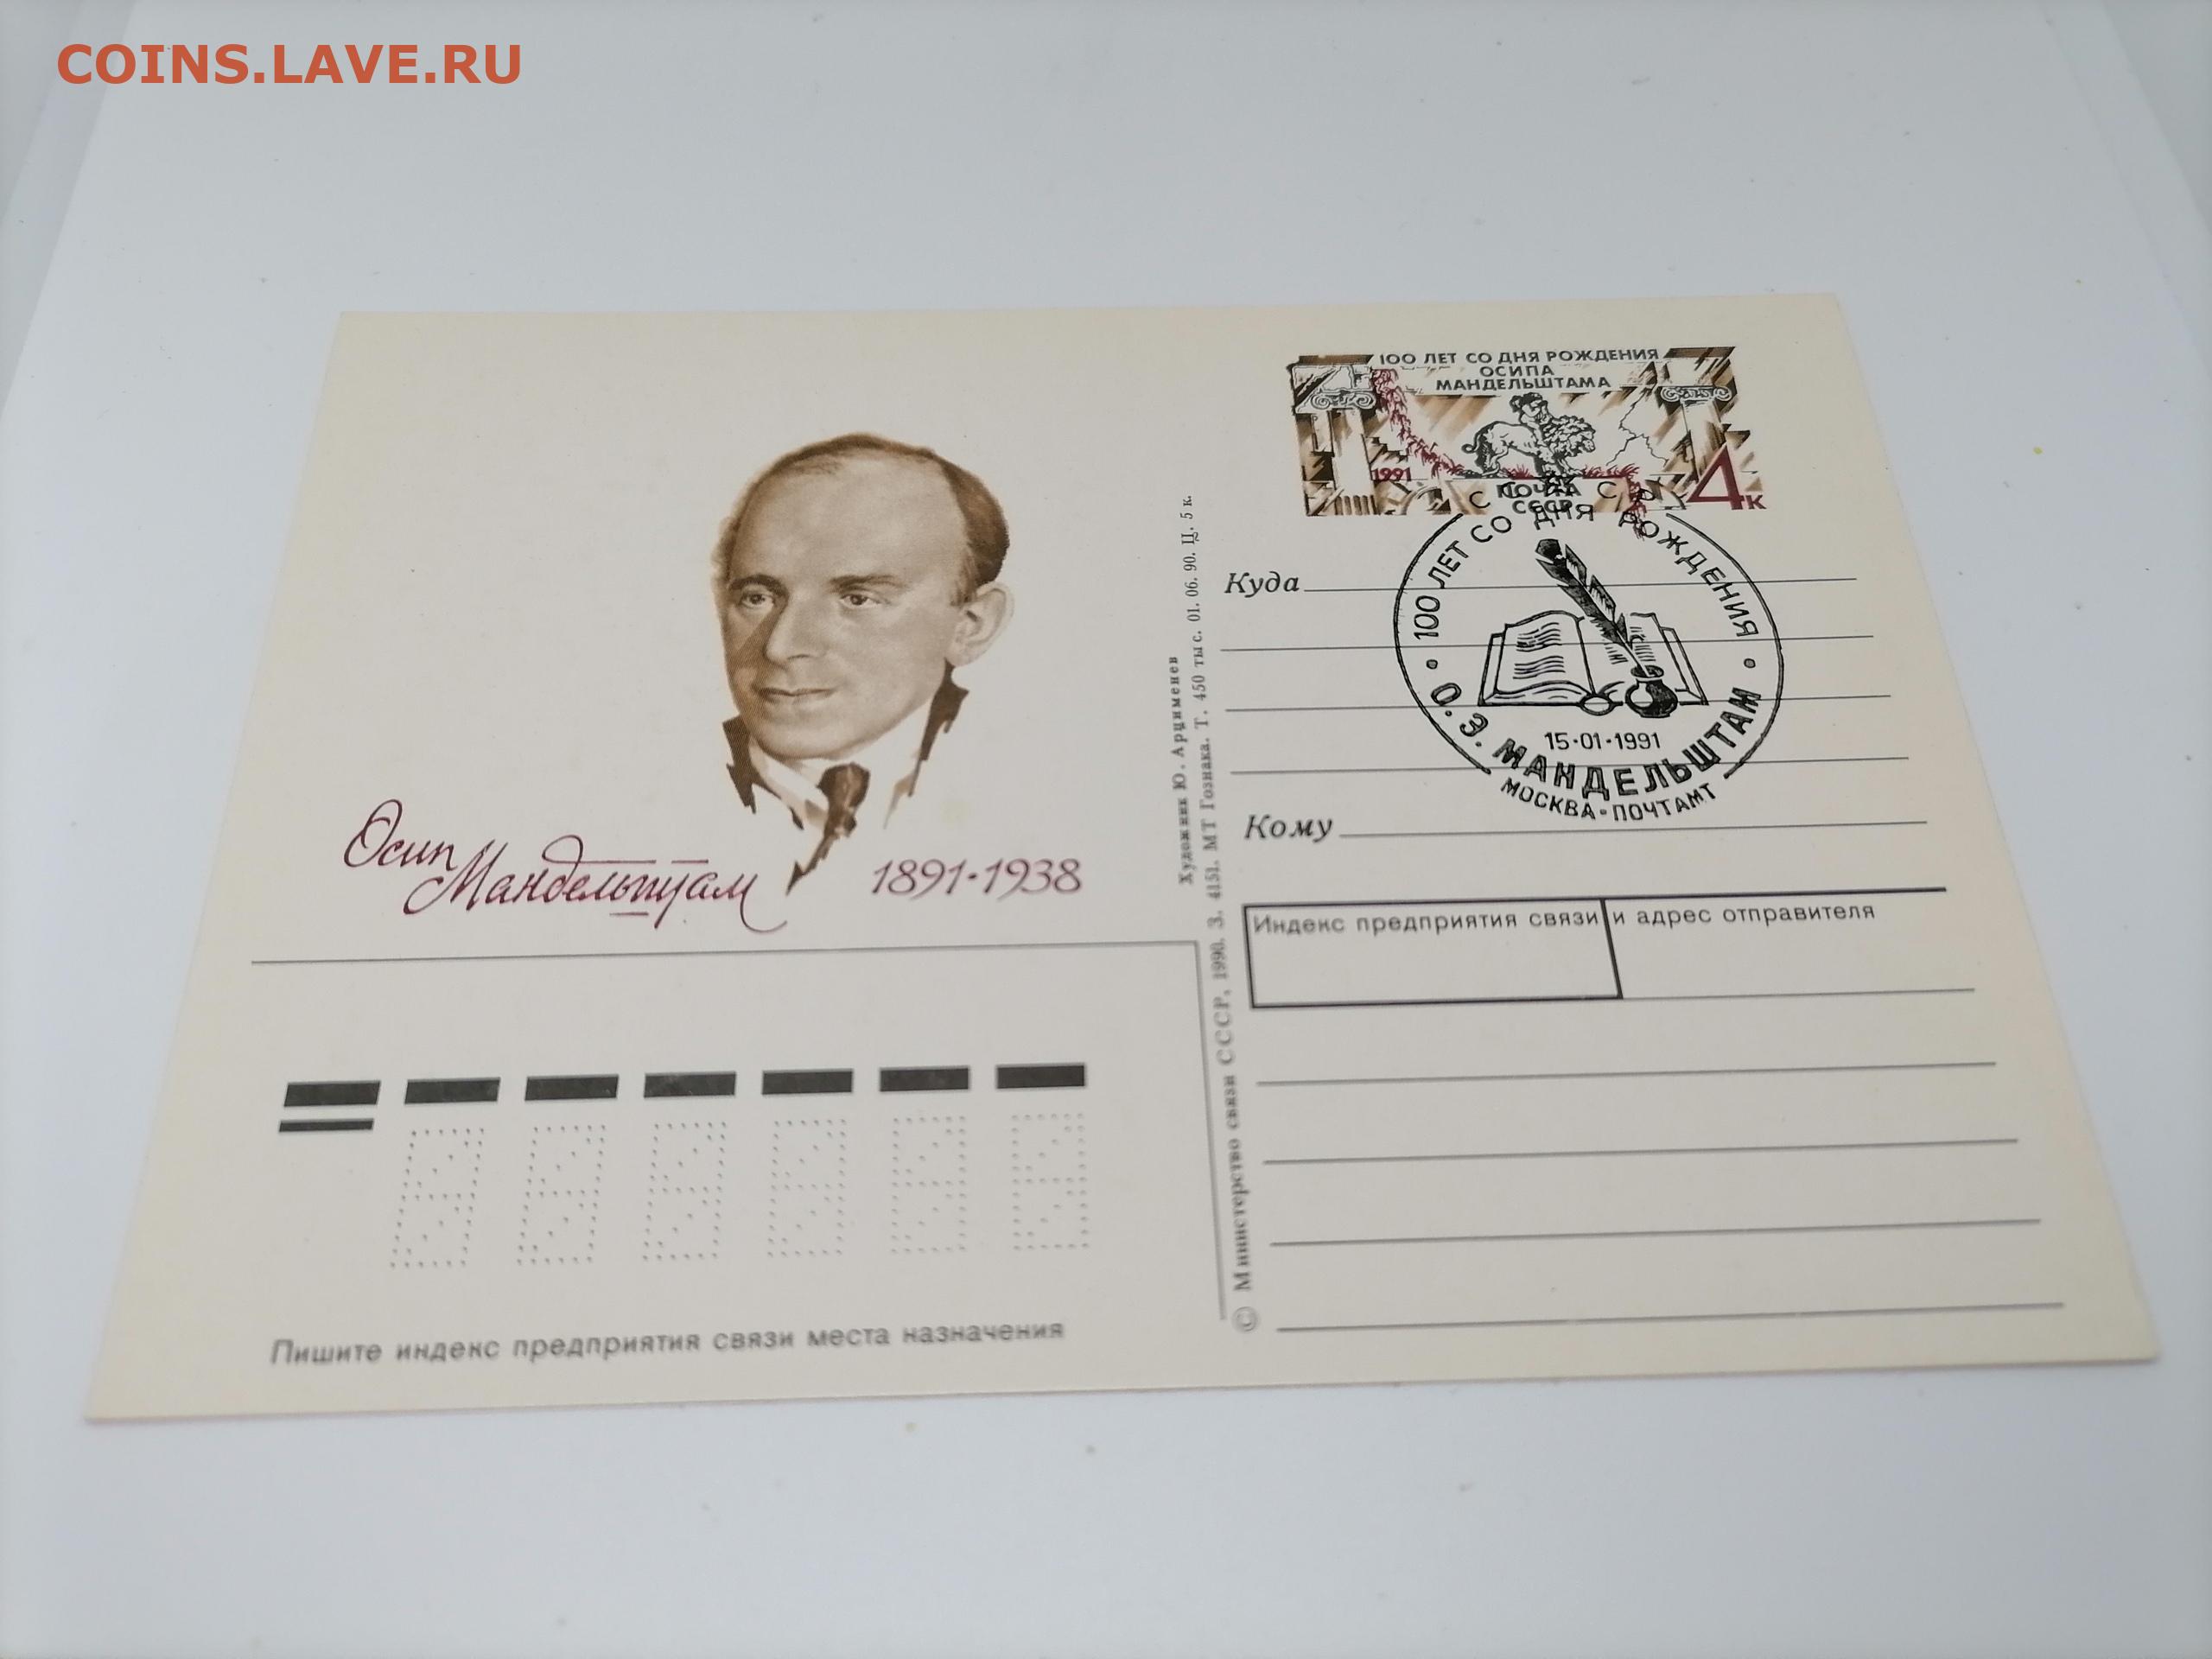 COINS.LAVE.RU
100 ЛЕТ СО ДНЯ РОЖДЕНИЯ
ОСИПА
МАНДЕЛЬШТАМА
1991
ПОЧТА
СССР
4к
СССР
100 ЛЕТ СО ДНЯ РОЖДЕНИЯ
15-01-1991
О.Э. МАНДЕЛЬШТАМ
МОСКВА-ПОЧТАМТ
Осип
Мандельштам
1891·1938
Куда
Кому
Индекс предприятия связи и адрес отправителя
Художник Ю. Арцименев
© Министерство связи СССР, 1990. З. 4151. МТ Гознака. Т. 450 тыс. 01. 06. 90. Ц. 5 к.
Пишите индекс предприятия связи места назначения